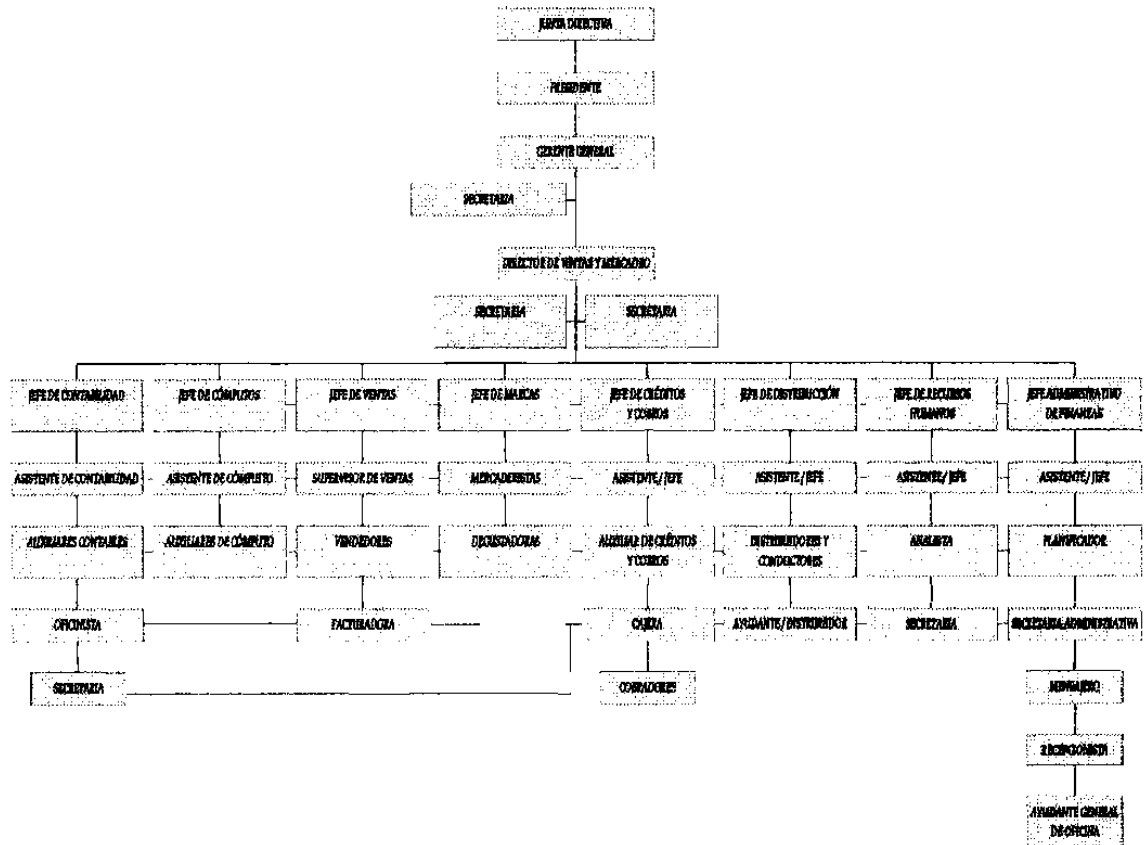 JUNTA DIRECTIVA
PRESIDENTE
GERENTE GENERAL
SECRETARIA
DIRECTOR DE VENTAS Y MERCADEO
SECRETARIA
SECRETARIA
JEFE DE CONTABILIDAD
JEFE DE CÓMPUTOS
JEFE DE VENTAS
JEFE DE MARCAS
JEFE DE CRÉDITOS
Y COBROS
JEFE DE DISTRIBUCCIÓN
JEFE DE RECURSOS
HUMANOS
JEFE ADMINISTRATIVO
DE FINANZAS
ASISTENTE DE CONTABILIDAD
ASISTENTE DE CÓMPUTO
SUPERVISOR DE VENTAS
MERCADERISTAS
ASISTENTE / JEFE
ASISTENTE / JEFE
ASISTENTE / JEFE
ASISTENTE / JEFE
AUXILIARES CONTABLES
AUXILIARES DE CÓMPUTO
VENDEDORES
DEGUSTADORAS
AUXILIAR DE CRÉDITOS
Y COBROS
DISTRIBUIDORES Y
CONDUCTORES
ANALISTA
PLANIFICADOR
OFICINISTA
FACTURADORA
CAJERA
AYUDANTE / DISTRIBUIDOR
SECRETARIA
SECRETARIA ADMINISTRATIVA
SECRETARIA
COBRADORES
MENSAJERO
RECEPCIONISTA
AYUDANTE GENERAL
DE OFICINA